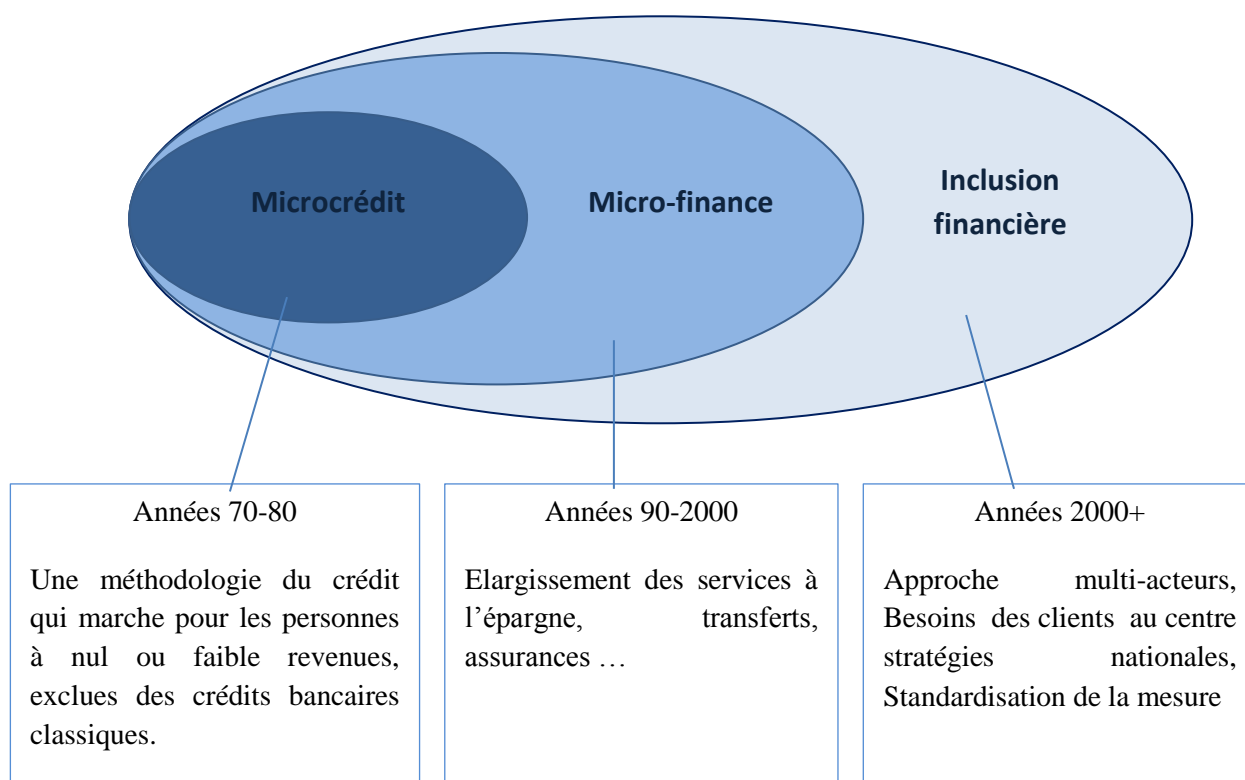 Microcrédit
Micro-finance
Inclusion
financière
Années 70-80
Une méthodologie du crédit
qui marche pour les personnes
à nul ou faible revenues,
exclues des crédits bancaires
classiques.
Années 90-2000
Elargissement des services à
l’épargne, transferts,
assurances …
Années 2000+
Approche multi-acteurs,
Besoins des clients au centre
stratégies nationales,
Standardisation de la mesure